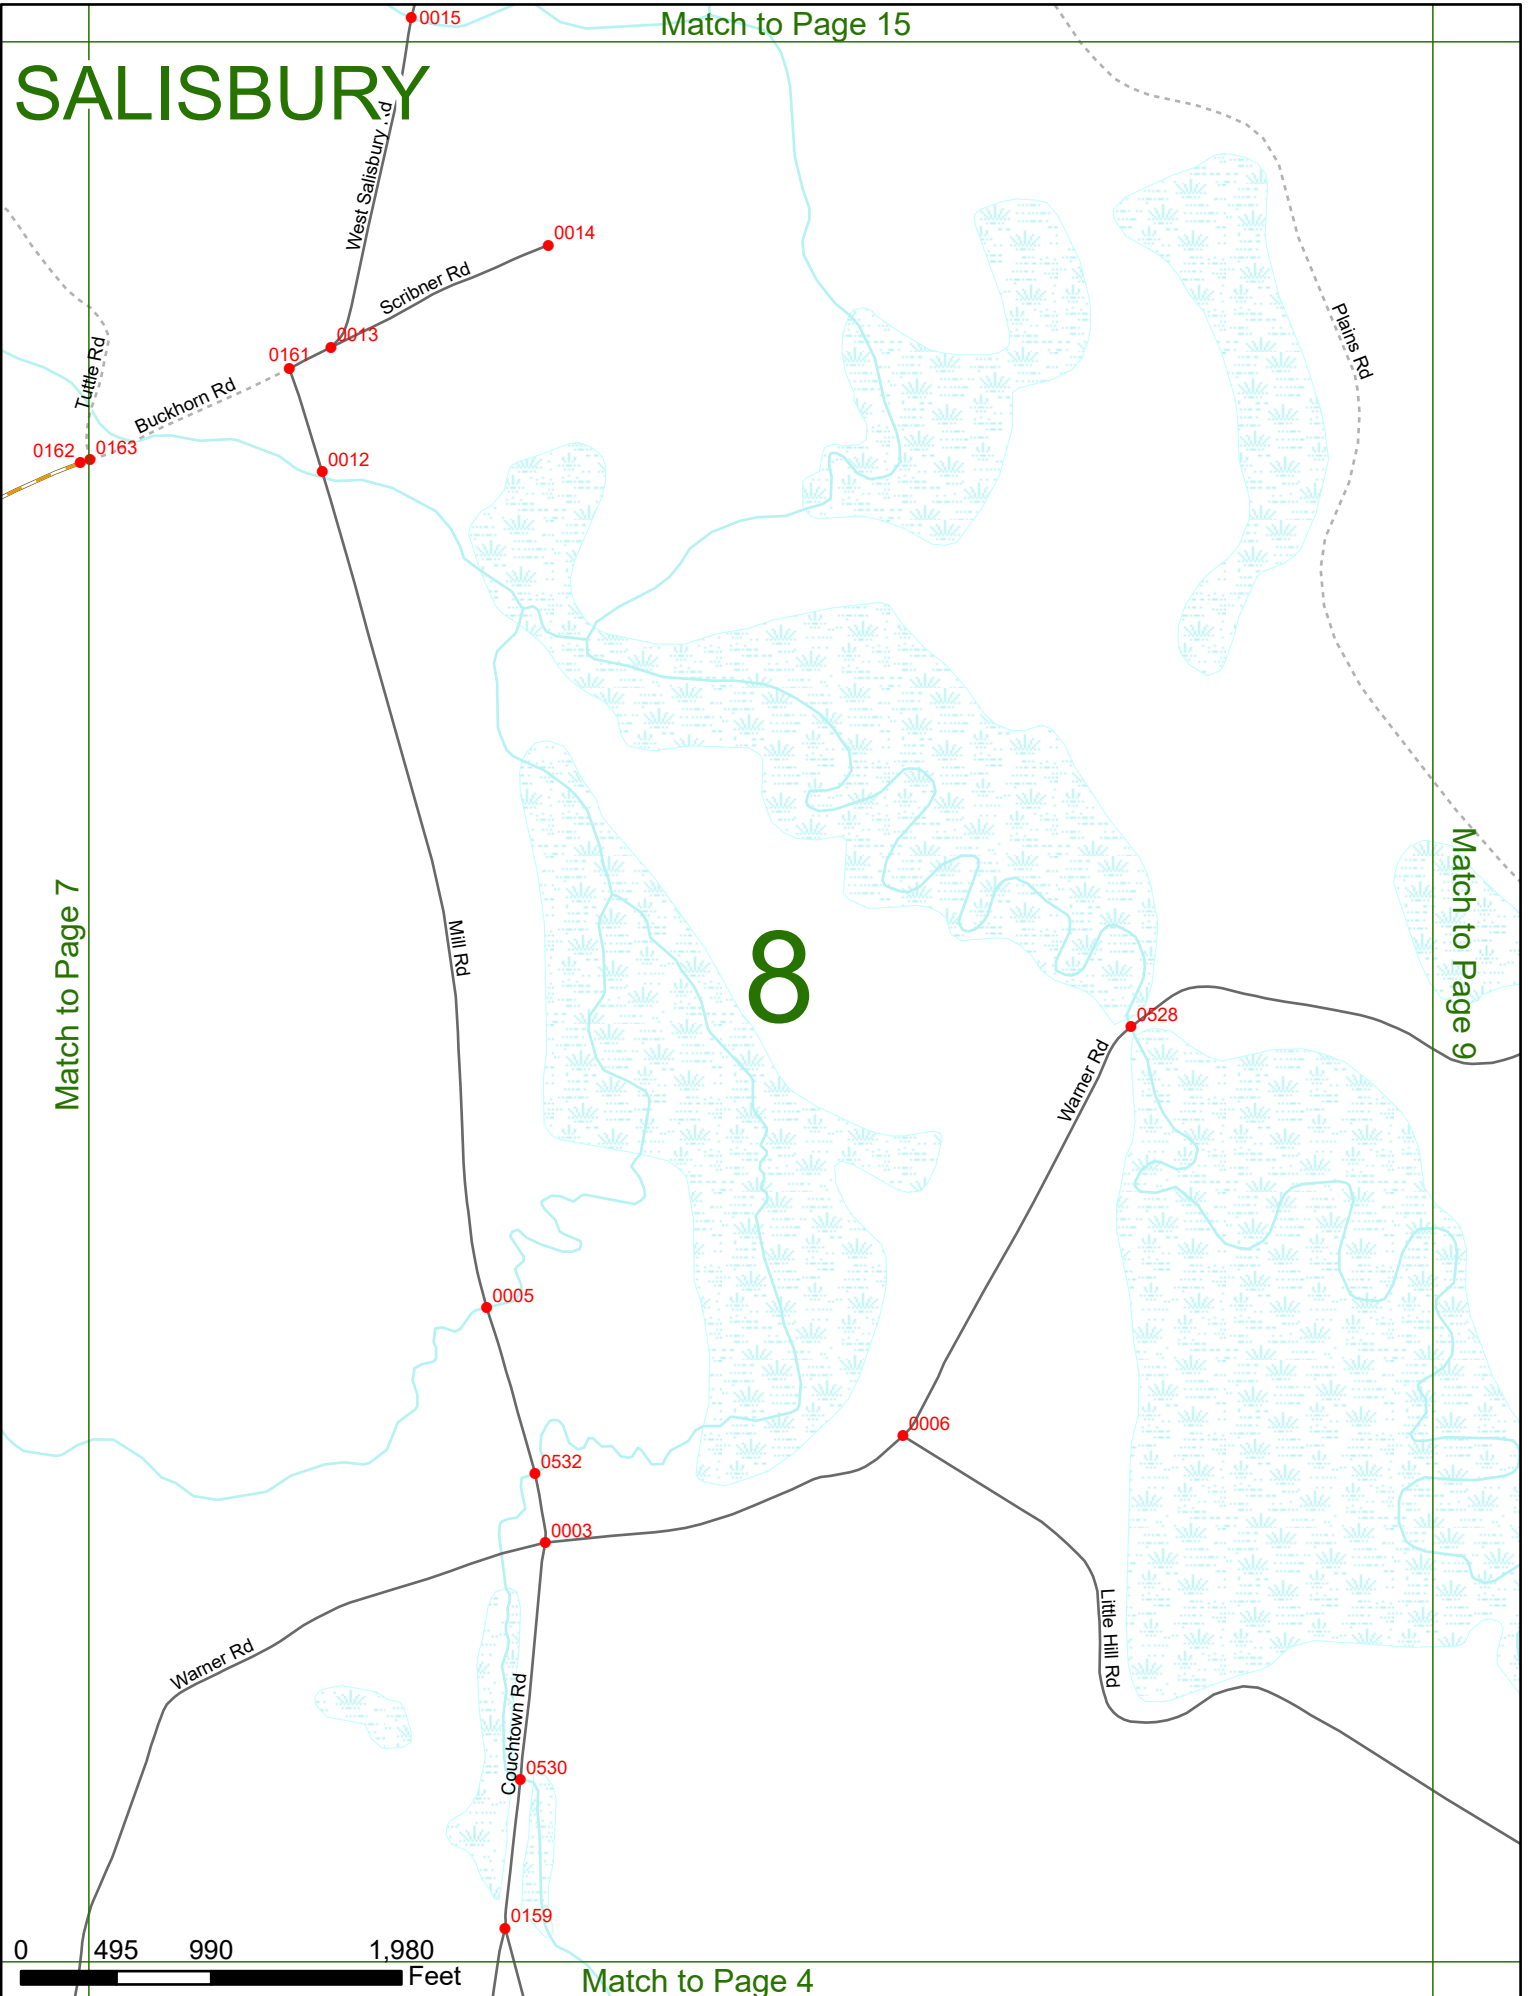 0015
Match to Page 15
SALISBURY
West Salisbury Rd
0014
Scribner Rd
0013
0161
Plains Rd
Tuttle Rd
Buckhorn Rd
0162
0163
0012
Match to Page 7
Mill Rd
8
Match to Page 9
0528
Warner Rd
0005
0006
0532
0003
Little Hill Rd
Warner Rd
Couchtown Rd
0530
0159
0 495 990 1,980
Feet
Match to Page 4